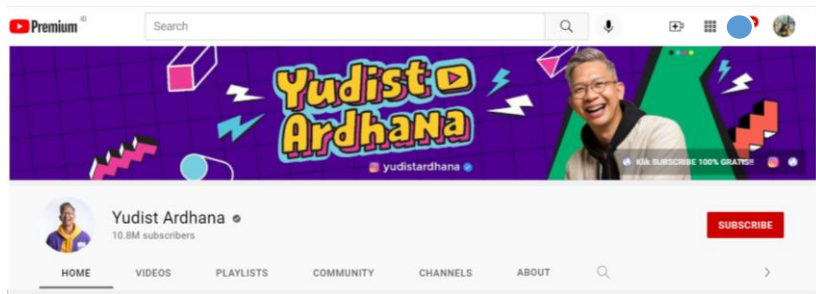 Premium ID
Search
Yudist
Ardhana
yudistardhana
Klik SUBSCRIBE 100% GRATIS!!
Yudist Ardhana
10.8M subscribers
SUBSCRIBE
HOME VIDEOS PLAYLISTS COMMUNITY CHANNELS ABOUT